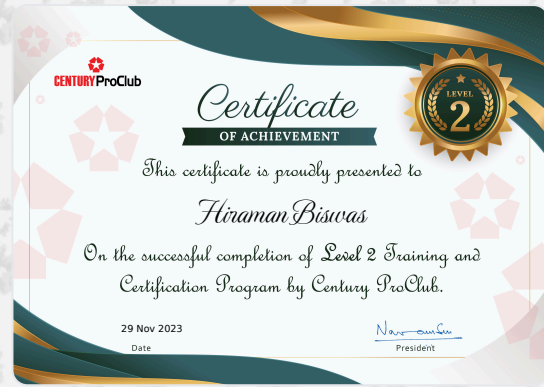 CENTURY ProClub
Certificate
OF ACHIEVEMENT
LEVEL
2
This certificate is proudly presented to
Hiraman Biswas
On the successful completion of Level 2 Training and
Certification Program by Century ProClub.
29 Nov 2023
Date
President